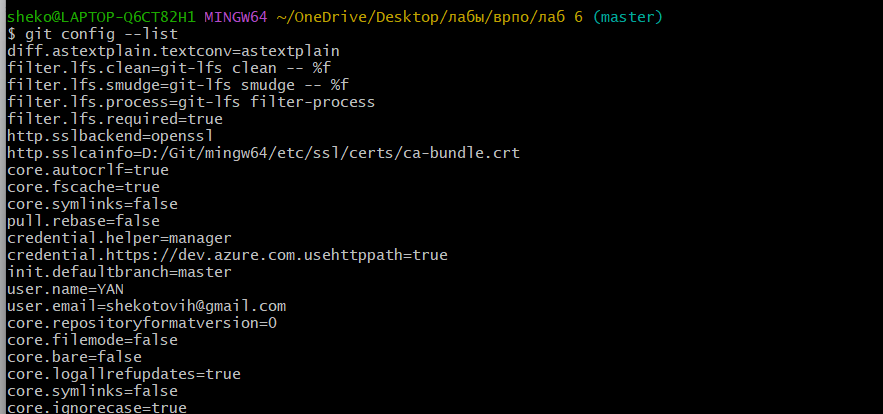 sheko@LAPTOP-Q6CT82H1 MINGW64 ~/OneDrive/Desktop/лабы/врпо/лаб 6 (master)
$ git config --list
diff.astextplain.textconv=astextplain
filter.lfs.clean=git-lfs clean -- %f
filter.lfs.smudge=git-lfs smudge -- %f
filter.lfs.process=git-lfs filter-process
filter.lfs.required=true
http.sslbackend=openssl
http.sslcainfo=D:/Git/mingw64/etc/ssl/certs/ca-bundle.crt
core.autocrlf=true
core.fscache=true
core.symlinks=false
pull.rebase=false
credential.helper=manager
credential.https://dev.azure.com.usehttppath=true
init.defaultbranch=master
user.name=YAN
user.email=shekotovih@gmail.com
core.repositoryformatversion=0
core.filemode=false
core.bare=false
core.logallrefupdates=true
core.symlinks=false
core.ignorecase=true